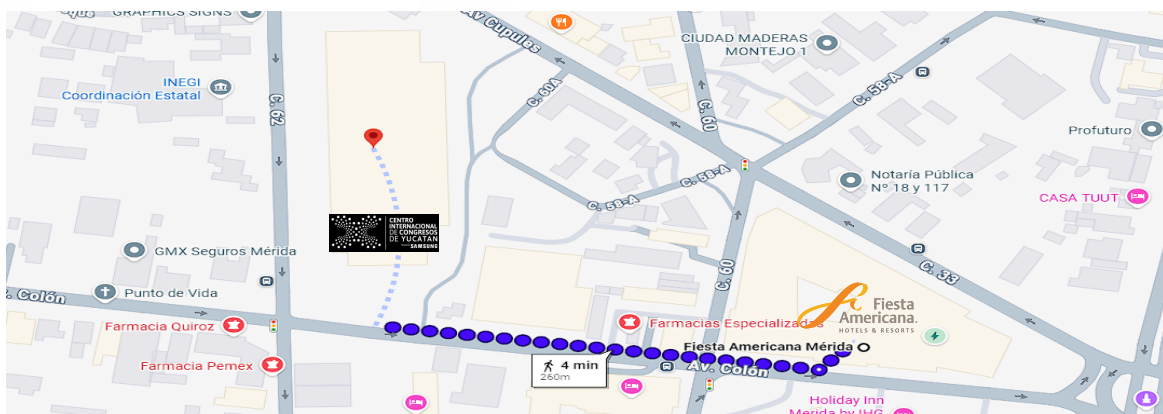 GRAPHICS SIGNS
Av Cupules
CIUDAD MADERAS
MONTEJO 1
INEGI
Coordinación Estatal
C. 62
C. 60A
C. 60
C. 58-A
Profuturo
C. 58-A
Notaría Pública
N° 18 y 117
CASA TUUT
C. 58-A
CENTRO
INTERNACIONAL
DE CONGRESOS
DE YUCATAN
SAMSUNG
GMX Seguros Mérida
C. 60
C. 33
Punto de Vida
v. Colón
Fiesta
Americana
HOTELS & RESORTS
Farmacia Quiroz
Farmacias Especializadas
Fiesta Americana Mérida
Farmacia Pemex
4 min
260m
Av. Colón
Holiday Inn
Merida by IHG